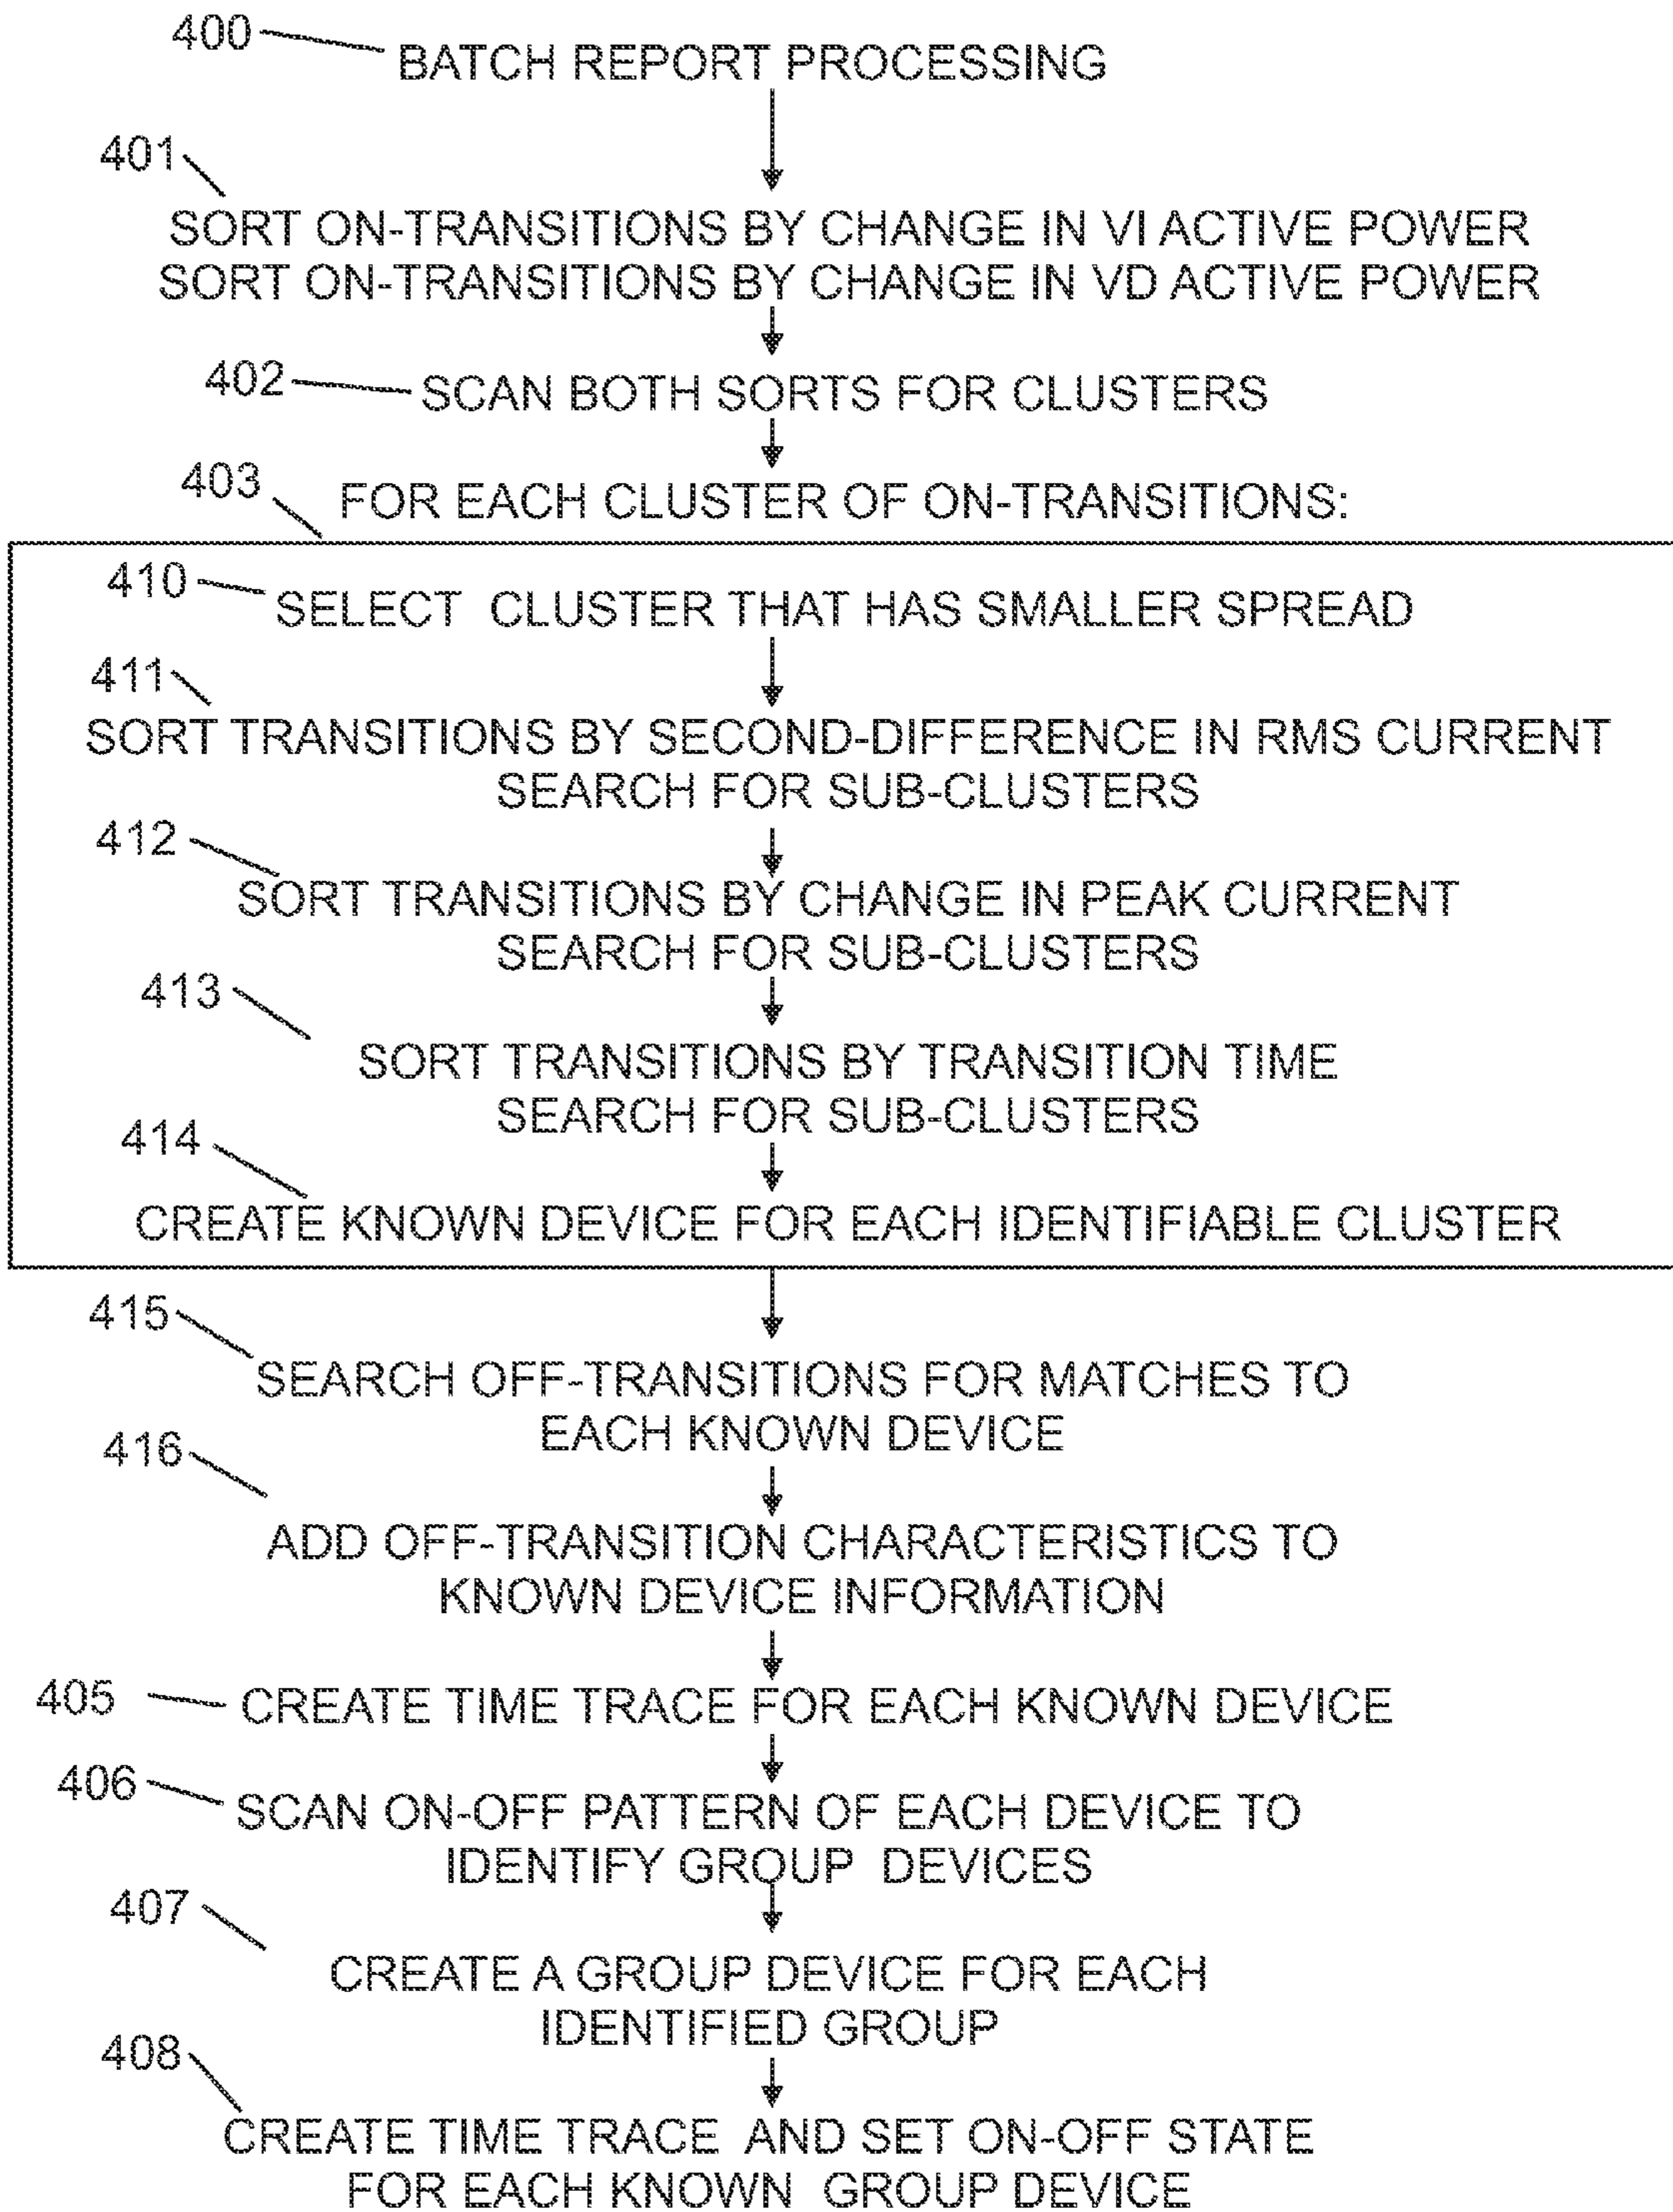 400
BATCH REPORT PROCESSING
401
SORT ON-TRANSITIONS BY CHANGE IN VI ACTIVE POWER
SORT ON-TRANSITIONS BY CHANGE IN VD ACTIVE POWER
402
SCAN BOTH SORTS FOR CLUSTERS
403
FOR EACH CLUSTER OF ON-TRANSITIONS:
410
SELECT CLUSTER THAT HAS SMALLER SPREAD
411
SORT TRANSITIONS BY SECOND-DIFFERENCE IN RMS CURRENT
SEARCH FOR SUB-CLUSTERS
412
SORT TRANSITIONS BY CHANGE IN PEAK CURRENT
SEARCH FOR SUB-CLUSTERS
413
SORT TRANSITIONS BY TRANSITION TIME
SEARCH FOR SUB-CLUSTERS
414
CREATE KNOWN DEVICE FOR EACH IDENTIFIABLE CLUSTER
415
SEARCH OFF-TRANSITIONS FOR MATCHES TO
EACH KNOWN DEVICE
416
ADD OFF-TRANSITION CHARACTERISTICS TO
KNOWN DEVICE INFORMATION
405
CREATE TIME TRACE FOR EACH KNOWN DEVICE
406
SCAN ON-OFF PATTERN OF EACH DEVICE TO
IDENTIFY GROUP DEVICES
407
CREATE A GROUP DEVICE FOR EACH
IDENTIFIED GROUP
408
CREATE TIME TRACE AND SET ON-OFF STATE
FOR EACH KNOWN GROUP DEVICE